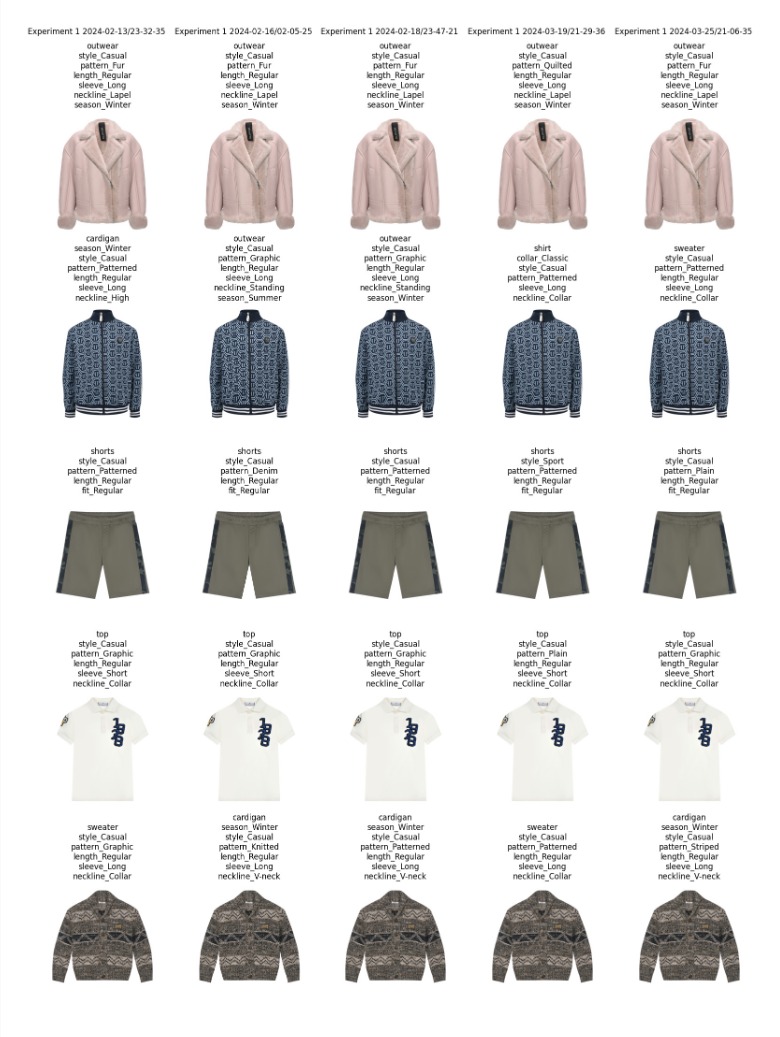 Experiment 1 2024-02-13/23-32-35
Experiment 1 2024-02-16/02-05-25
Experiment 1 2024-02-18/23-47-21
Experiment 1 2024-03-19/21-29-36
Experiment 1 2024-03-25/21-06-35
outwear
style_Casual
pattern_Fur
length_Regular
sleeve_Long
neckline_Lapel
season_Winter
outwear
style_Casual
pattern_Fur
length_Regular
sleeve_Long
neckline_Lapel
season_Winter
outwear
style_Casual
pattern_Fur
length_Regular
sleeve_Long
neckline_Lapel
season_Winter
outwear
style_Casual
pattern_Quilted
length_Regular
sleeve_Long
neckline_Lapel
season_Winter
outwear
style_Casual
pattern_Fur
length_Regular
sleeve_Long
neckline_Lapel
season_Winter
cardigan
season_Winter
style_Casual
pattern_Patterned
length_Regular
sleeve_Long
neckline_High
outwear
style_Casual
pattern_Graphic
length_Regular
sleeve_Long
neckline_Standing
season_Summer
outwear
style_Casual
pattern_Graphic
length_Regular
sleeve_Long
neckline_Standing
season_Winter
shirt
collar_Classic
style_Casual
pattern_Patterned
sleeve_Long
neckline_Collar
sweater
style_Casual
pattern_Patterned
length_Regular
sleeve_Long
neckline_Collar
shorts
style_Casual
pattern_Patterned
length_Regular
fit_Regular
shorts
style_Casual
pattern_Denim
length_Regular
fit_Regular
shorts
style_Casual
pattern_Patterned
length_Regular
fit_Regular
shorts
style_Sport
pattern_Patterned
length_Regular
fit_Regular
shorts
style_Casual
pattern_Plain
length_Regular
fit_Regular
top
style_Casual
pattern_Graphic
length_Regular
sleeve_Short
neckline_Collar
top
style_Casual
pattern_Graphic
length_Regular
sleeve_Short
neckline_Collar
top
style_Casual
pattern_Graphic
length_Regular
sleeve_Short
neckline_Collar
top
style_Casual
pattern_Plain
length_Regular
sleeve_Short
neckline_Collar
top
style_Casual
pattern_Graphic
length_Regular
sleeve_Short
neckline_Collar
sweater
style_Casual
pattern_Graphic
length_Regular
sleeve_Long
neckline_Collar
cardigan
season_Winter
style_Casual
pattern_Knitted
length_Regular
sleeve_Long
neckline_V-neck
cardigan
season_Winter
style_Casual
pattern_Patterned
length_Regular
sleeve_Long
neckline_V-neck
sweater
style_Casual
pattern_Patterned
length_Regular
sleeve_Long
neckline_Collar
cardigan
season_Winter
style_Casual
pattern_Striped
length_Regular
sleeve_Long
neckline_V-neck